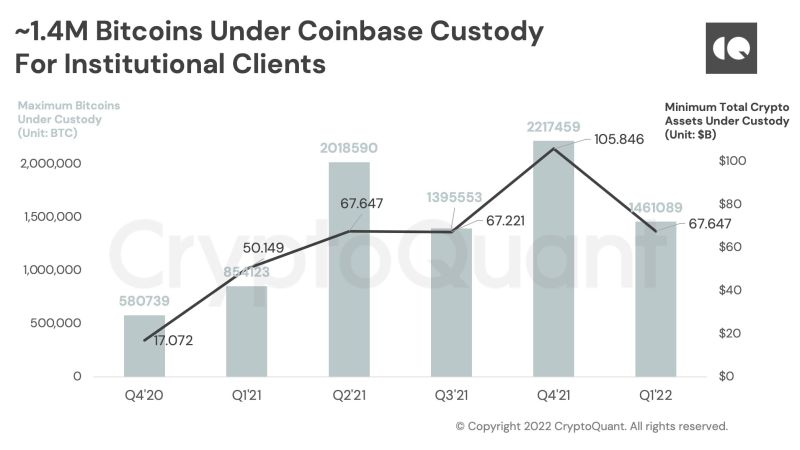 ~1.4M Bitcoins Under Coinbase Custody
For Institutional Clients
Maximum Bitcoins
Under Custody
(Unit: BTC)
Minimum Total Crypto
Assets Under Custody
(Unit: $B)
2,000,000
1,500,000
1,000,000
500,000
0
$100
$80
$60
$40
$20
$0
580739
854123
2018590
1395553
2217459
1461089
17.072
50.149
67.647
67.221
105.846
67.647
CryptoQuant
Q4'20
Q1'21
Q2'21
Q3'21
Q4'21
Q1'22
© Copyright 2022 CryptoQuant. All rights reserved.